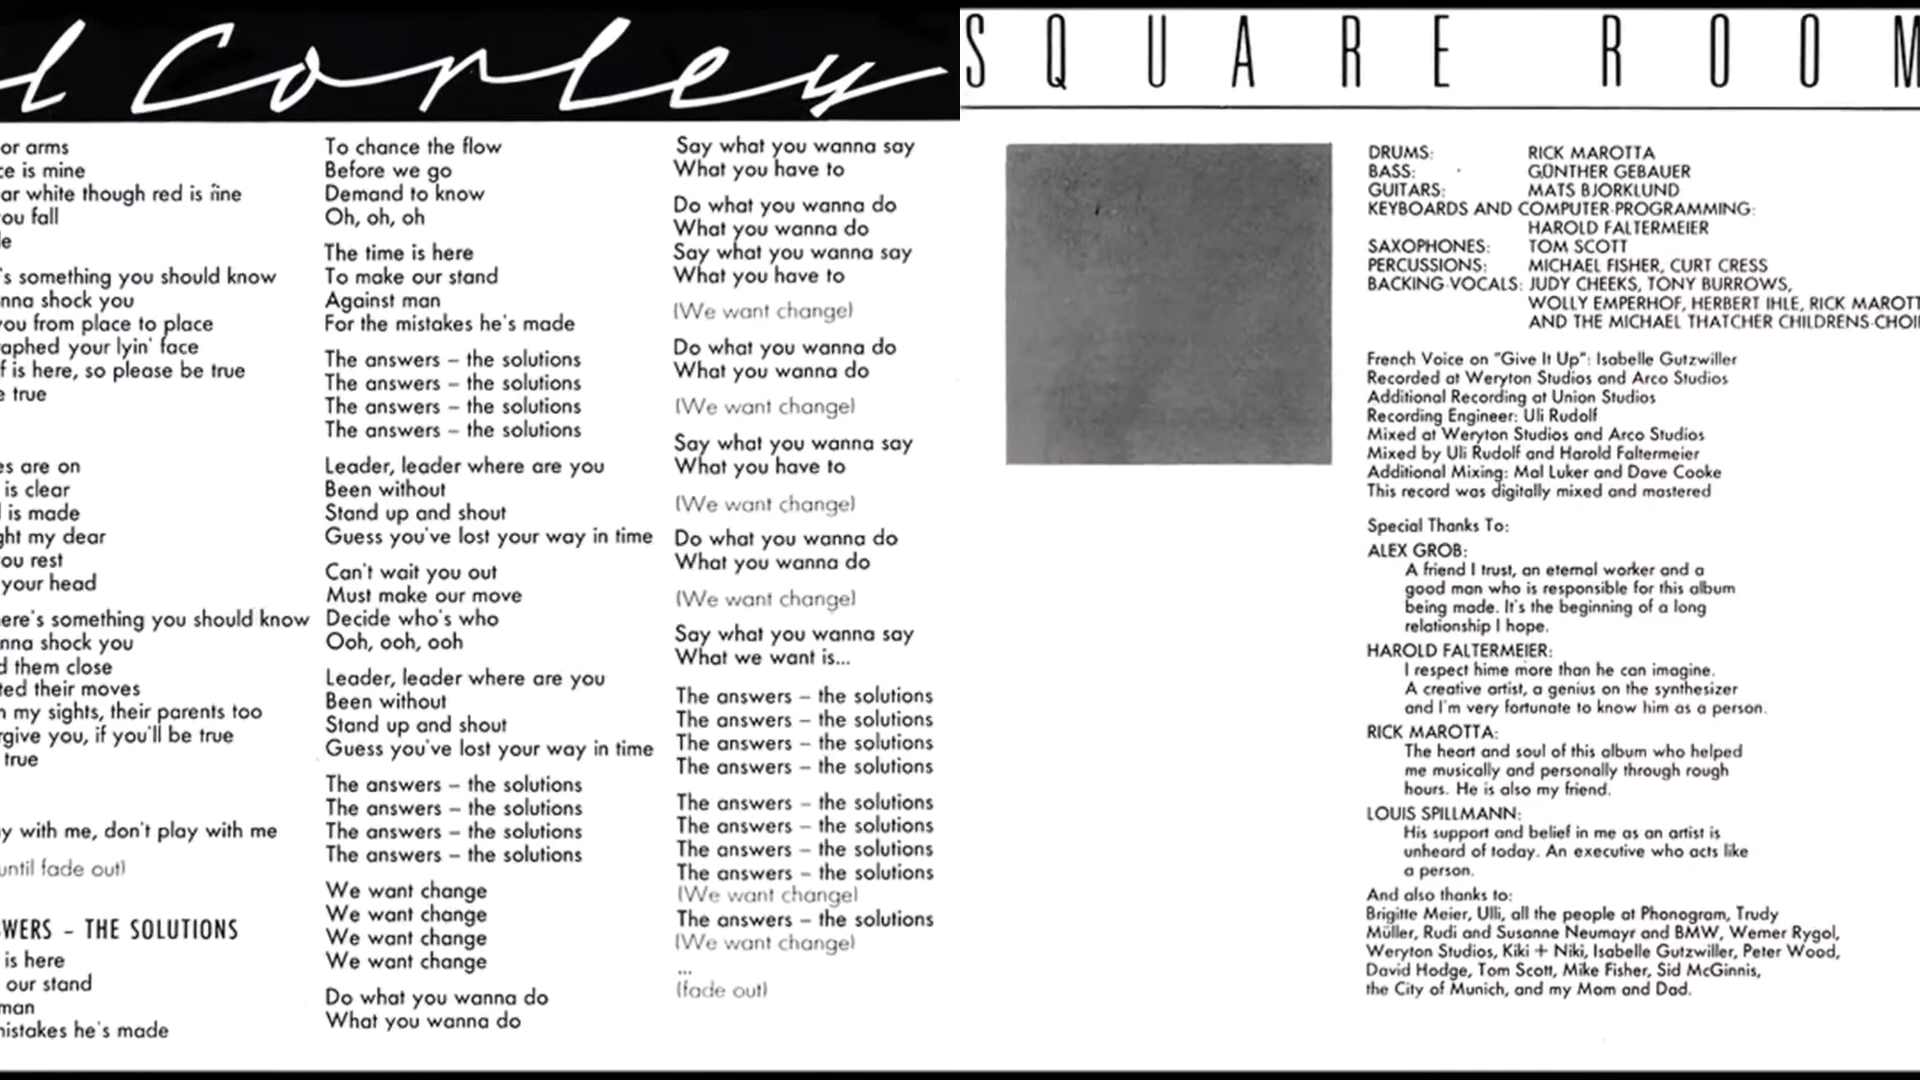 l Corley
or arms
ce is mine
ar white though red is fine
ou fall
le
's something you should know
nna shock you
you from place to place
aphed your lyin' face
f is here, so please be true
e true
es are on
is clear
l is made
ght my dear
ou rest
your head
ere's something you should know
nna shock you
d them close
ted their moves
n my sights, their parents too
rgive you, if you'll be true
true
y with me, don't play with me
until fade out)
SWERS – THE SOLUTIONS
is here
our stand
man
mistakes he's made
To chance the flow
Before we go
Demand to know
Oh, oh, oh
The time is here
To make our stand
Against man
For the mistakes he's made
The answers – the solutions
The answers – the solutions
The answers – the solutions
The answers – the solutions
Leader, leader where are you
Been without
Stand up and shout
Guess you've lost your way in time
Can't wait you out
Must make our move
Decide who's who
Ooh, ooh, ooh
Leader, leader where are you
Been without
Stand up and shout
Guess you've lost your way in time
The answers – the solutions
The answers – the solutions
The answers – the solutions
The answers – the solutions
We want change
We want change
We want change
We want change
Do what you wanna do
What you wanna do
Say what you wanna say
What you have to
Do what you wanna do
What you wanna do
Say what you wanna say
What you have to
(We want change)
Do what you wanna do
What you wanna do
(We want change)
Say what you wanna say
What you have to
(We want change)
Do what you wanna do
What you wanna do
(We want change)
Say what you wanna say
What we want is...
The answers – the solutions
The answers – the solutions
The answers – the solutions
The answers – the solutions
The answers – the solutions
The answers – the solutions
The answers – the solutions
The answers – the solutions
(We want change)
The answers – the solutions
(We want change)
...
(fade out)
SQUARE ROOM
DRUMS: RICK MAROTTA
BASS: GÜNTHER GEBAUER
GUITARS: MATS BJORKLUND
KEYBOARDS AND COMPUTER-PROGRAMMING:
HAROLD FALTERMEIER
SAXOPHONES: TOM SCOTT
PERCUSSIONS: MICHAEL FISHER, CURT CRESS
BACKING-VOCALS: JUDY CHEEKS, TONY BURROWS,
WOLLY EMPERHOF, HERBERT IHLE, RICK MAROTT
AND THE MICHAEL THATCHER CHILDRENS-CHOI
French Voice on "Give It Up": Isabelle Gutzwiller
Recorded at Weryton Studios and Arco Studios
Additional Recording at Union Studios
Recording Engineer: Uli Rudolf
Mixed at Weryton Studios and Arco Studios
Mixed by Uli Rudolf and Harold Faltermeier
Additional Mixing: Mal Luker and Dave Cooke
This record was digitally mixed and mastered
Special Thanks To:
ALEX GROB:
A friend I trust, an eternal worker and a
good man who is responsible for this album
being made. It's the beginning of a long
relationship I hope.
HAROLD FALTERMEIER:
I respect hime more than he can imagine.
A creative artist, a genius on the synthesizer
and I'm very fortunate to know him as a person.
RICK MAROTTA:
The heart and soul of this album who helped
me musically and personally through rough
hours. He is also my friend.
LOUIS SPILLMANN:
His support and belief in me as an artist is
unheard of today. An executive who acts like
a person.
And also thanks to:
Brigitte Meier, Ulli, all the people at Phonogram, Trudy
Müller, Rudi and Susanne Neumayr and BMW, Werner Rygol,
Weryton Studios, Kiki + Niki, Isabelle Gutzwiller, Peter Wood,
David Hodge, Tom Scott, Mike Fisher, Sid McGinnis,
the City of Munich, and my Mom and Dad.